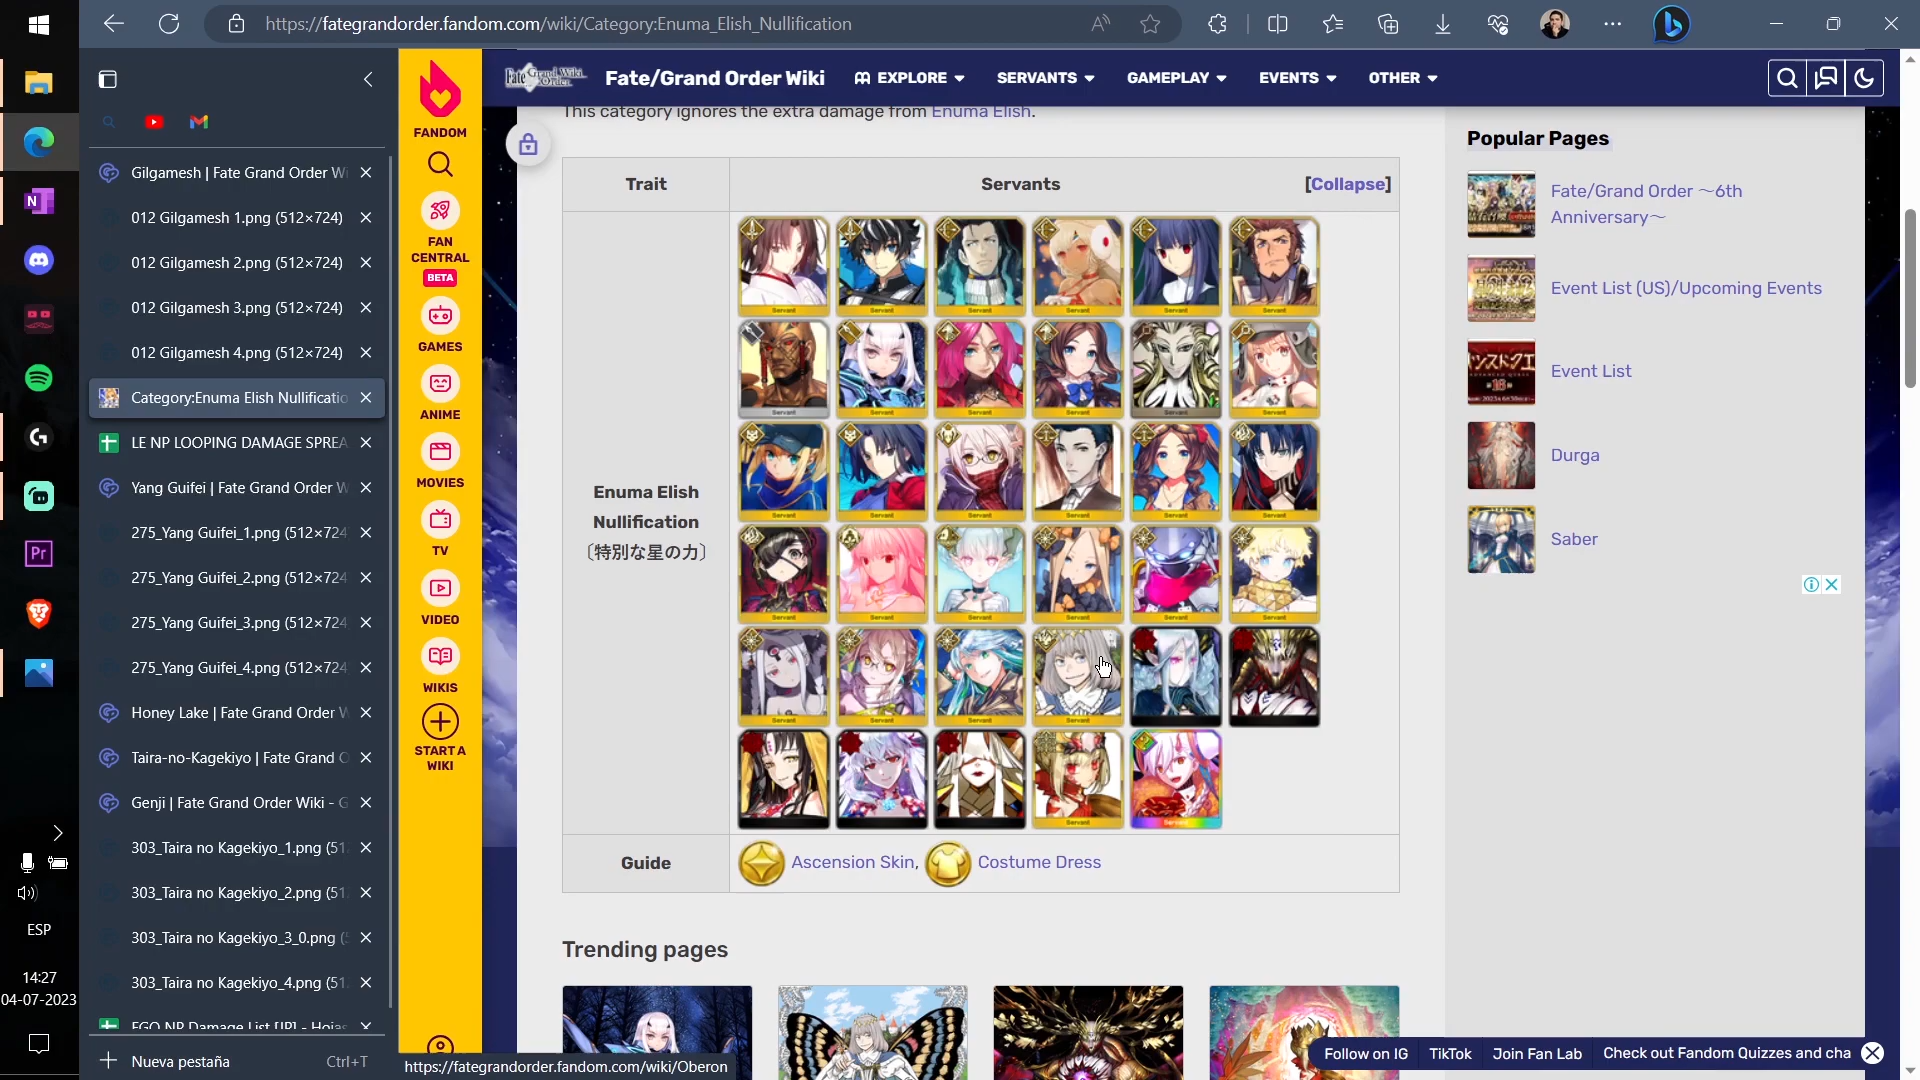 https://fategrandorder.fandom.com/wiki/Category:Enuma_Elish_Nullification
Gilgamesh | Fate Grand Order Wi
012 Gilgamesh 1.png (512×724)
012 Gilgamesh 2.png (512×724)
012 Gilgamesh 3.png (512×724)
012 Gilgamesh 4.png (512×724)
Category:Enuma Elish Nullificatio
LE NP LOOPING DAMAGE SPREA
Yang Guifei | Fate Grand Order W
275_Yang Guifei_1.png (512×724
275_Yang Guifei_2.png (512×724
275_Yang Guifei_3.png (512×724
275_Yang Guifei_4.png (512×724
Honey Lake | Fate Grand Order W
Taira-no-Kagekiyo | Fate Grand O
Genji | Fate Grand Order Wiki - G
303_Taira no Kagekiyo_1.png (51
303_Taira no Kagekiyo_2.png (51
303_Taira no Kagekiyo_3_0.png (5
303_Taira no Kagekiyo_4.png (51
FGO NP Damage List [JP] - Hojas
Nueva pestaña Ctrl+T
ESP
14:27
04-07-2023
FANDOM
FAN
CENTRAL
BETA
GAMES
ANIME
MOVIES
TV
VIDEO
WIKIS
START A
WIKI
Fate/Grand Order Wiki EXPLORE SERVANTS GAMEPLAY EVENTS OTHER
This category ignores the extra damage from Enuma Elish.
Trait Servants [Collapse]
Enuma Elish
Nullification
〔特別な星の力〕
Guide Ascension Skin, Costume Dress
Trending pages
Popular Pages
Fate/Grand Order ～6th
Anniversary～
Event List (US)/Upcoming Events
Event List
Durga
Saber
Follow on IG TikTok Join Fan Lab Check out Fandom Quizzes and cha
https://fategrandorder.fandom.com/wiki/Oberon